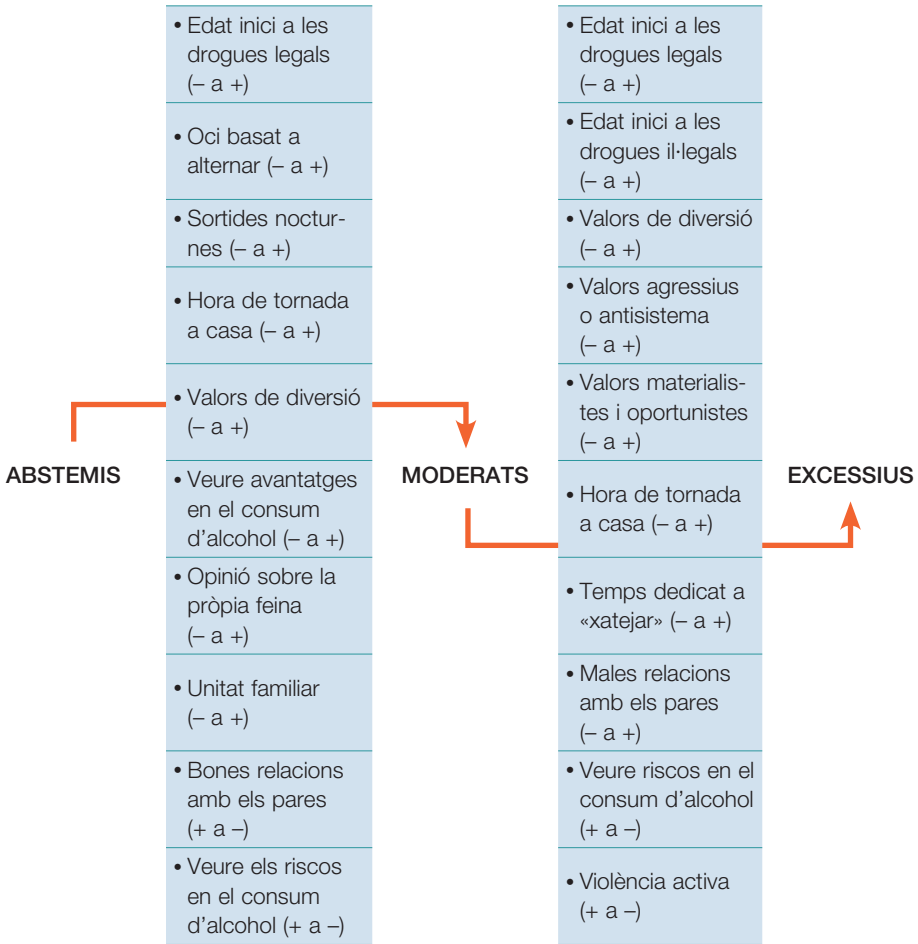 • Edat inici a les
drogues legals
(– a +)
• Oci basat a
alternar (– a +)
• Sortides noctur-
nes (– a +)
• Hora de tornada
a casa (– a +)
• Valors de diversió
(– a +)
• Veure avantatges
en el consum
d’alcohol (– a +)
• Opinió sobre la
pròpia feina
(– a +)
• Unitat familiar
(– a +)
• Bones relacions
amb els pares
(+ a –)
• Veure els riscos
en el consum
d’alcohol (+ a –)
• Edat inici a les
drogues legals
(– a +)
• Edat inici a les
drogues il·legals
(– a +)
• Valors de diversió
(– a +)
• Valors agressius
o antisistema
(– a +)
• Valors materialis-
tes i oportunistes
(– a +)
• Hora de tornada
a casa (– a +)
• Temps dedicat a
«xatejar» (– a +)
• Males relacions
amb els pares
(– a +)
• Veure riscos en el
consum d’alcohol
(+ a –)
• Violència activa
(+ a –)
ABSTEMIS
MODERATS
EXCESSIUS